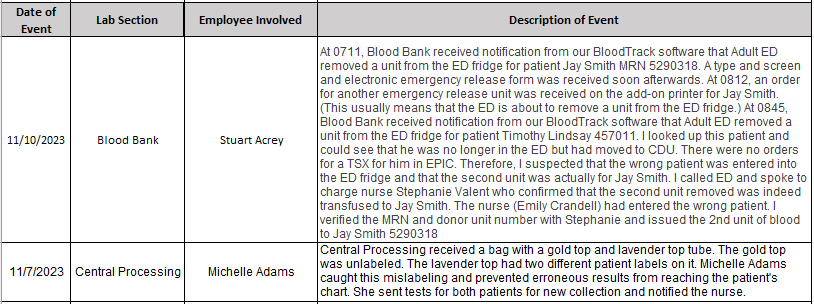 Date of
Event
Lab Section
Employee Involved
Description of Event
11/10/2023
Blood Bank
Stuart Acrey
At 0711, Blood Bank received notification from our BloodTrack software that Adult ED
removed a unit from the ED fridge for patient Jay Smith MRN 5290318. A type and screen
and electronic emergency release form was received soon afterwards. At 0812, an order
for another emergency release unit was received on the add-on printer for Jay Smith.
(This usually means that the ED is about to remove a unit from the ED fridge.) At 0845,
Blood Bank received notification from our BloodTrack software that Adult ED removed a
unit from the ED fridge for patient Timothy Lindsay 457011. I looked up this patient and
could see that he was no longer in the ED but had moved to CDU. There were no orders
for a TSX for him in EPIC. Therefore, I suspected that the wrong patient was entered into
the ED fridge and that the second unit was actually for Jay Smith. I called ED and spoke to
charge nurse Stephanie Valent who confirmed that the second unit removed was indeed
transfused to Jay Smith. The nurse (Emily Crandell) had entered the wrong patient. I
verified the MRN and donor unit number with Stephanie and issued the 2nd unit of blood
to Jay Smith 5290318
11/7/2023
Central Processing
Michelle Adams
Central Processing received a bag with a gold top and lavender top tube. The gold top
was unlabeled. The lavender top had two different patient labels on it. Michelle Adams
caught this mislabeling and prevented erroneous results from reaching the patient's
chart. She sent tests for both patients for new collection and notified the nurse.